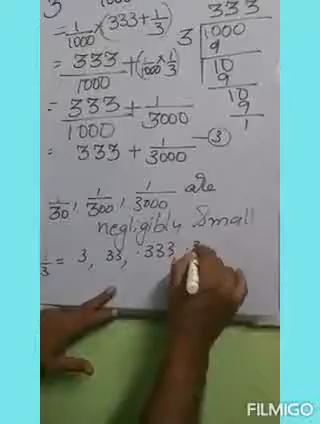 3
= 1/1000 × (333 + 1/3)
= 333/1000 + (1/1000 × 1/3)
= 333/1000 + 1/3000
= 333 + 1/3000 — ③
333
3 1000
9
10
9
10
9
1
1/30, 1/300, 1/3000 are
negligibly small
1/3 = 3, 33, .333, .3
FILMIGO